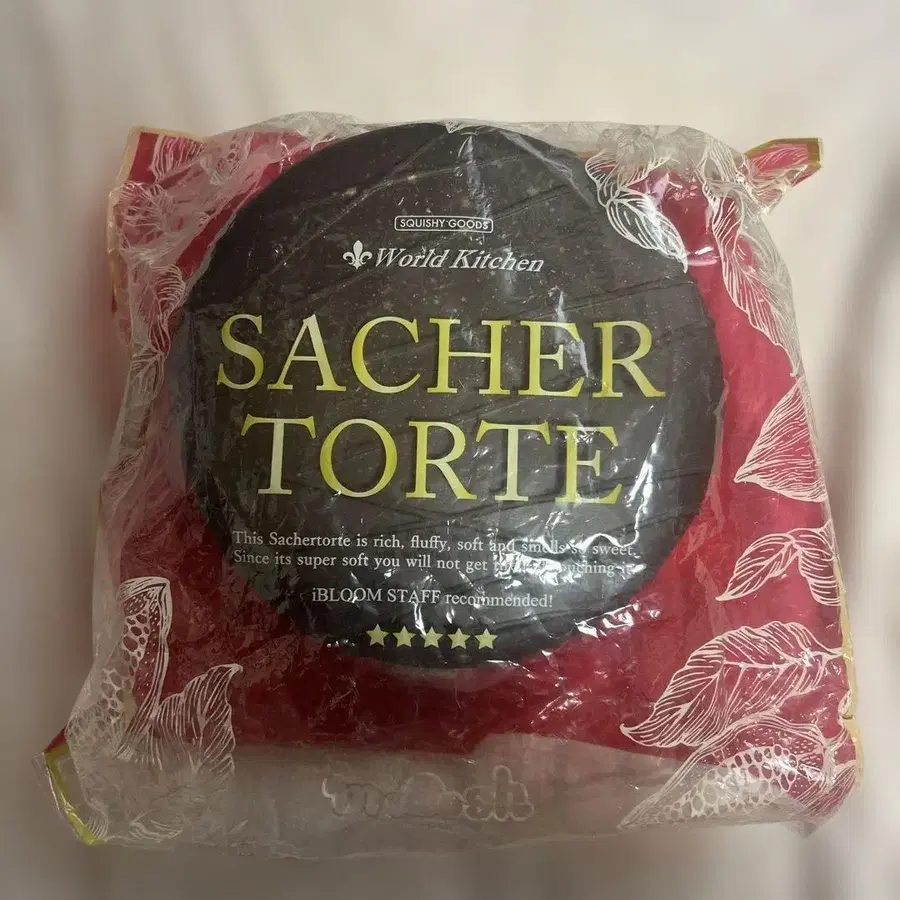 SQUISHY GOODS
World Kitchen
SACHER
TORTE
This Sachertorte is rich, fluffy, soft and smells so sweet.
Since its super soft you will not get touching
iBLOOM STAFF recommended!